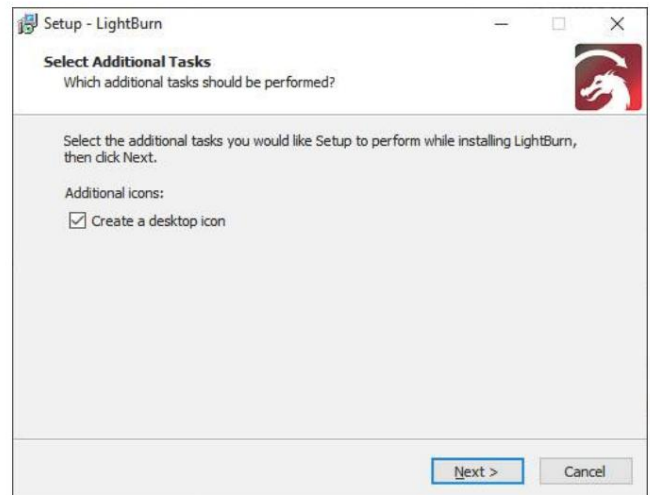 Setup - LightBurn
Select Additional Tasks
Which additional tasks should be performed?
Select the additional tasks you would like Setup to perform while installing LightBurn,
then click Next.
Additional icons:
Create a desktop icon
Next >
Cancel